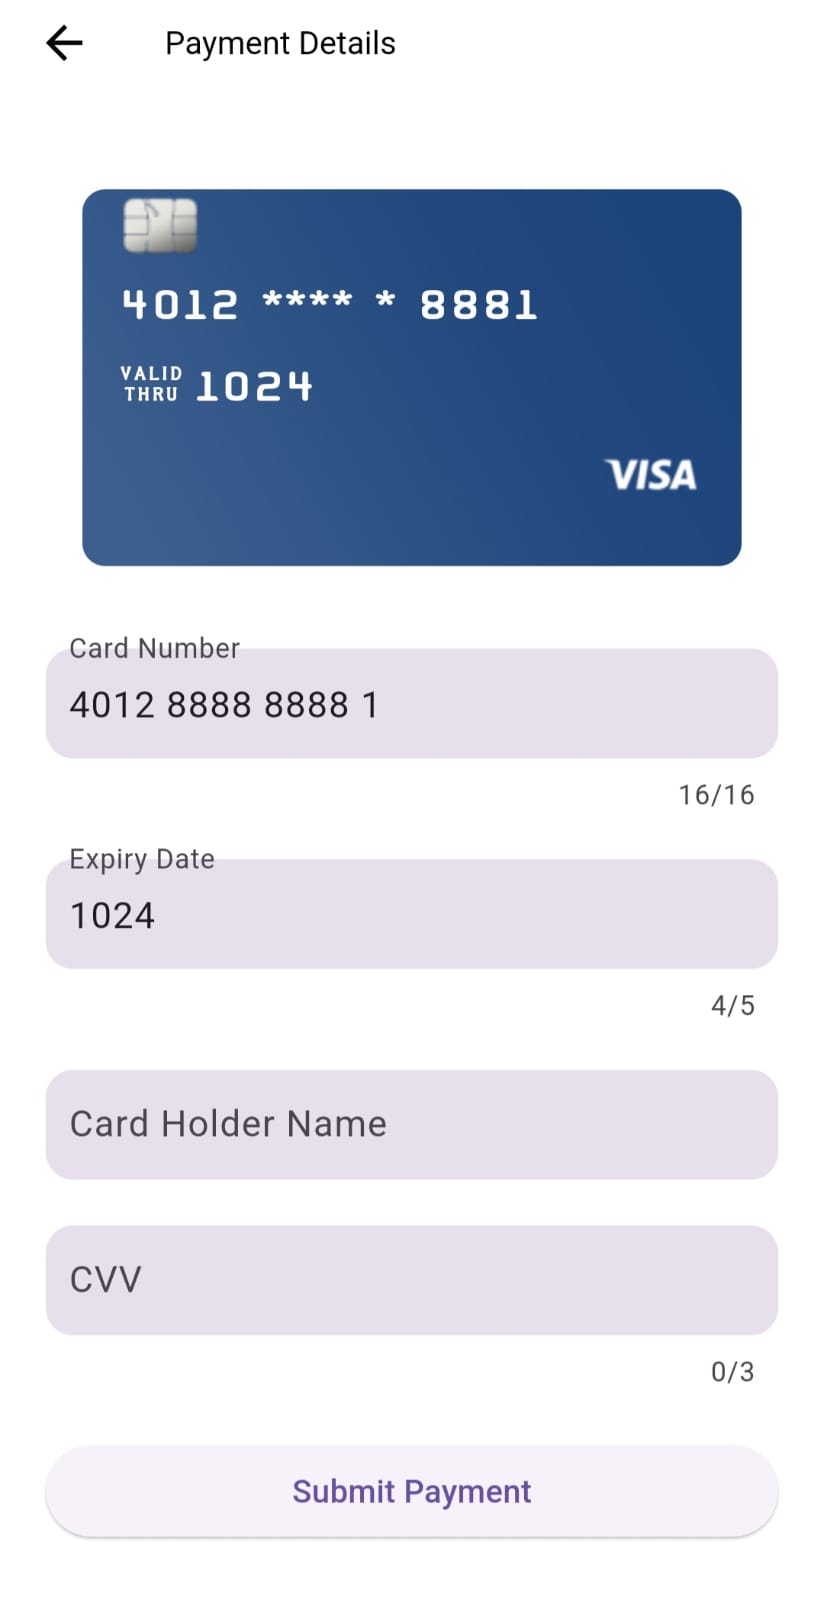 Payment Details
4012 **** * 8881
VALID
THRU 1024
VISA
Card Number
4012 8888 8888 1
16/16
Expiry Date
1024
4/5
Card Holder Name
CVV
0/3
Submit Payment